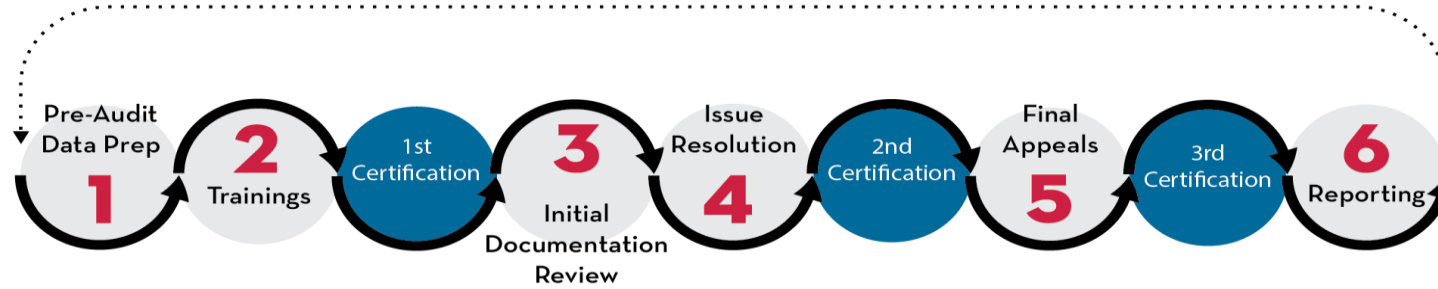 Pre-Audit
Data Prep
1
2
Trainings
1st
Certification
3
Initial
Documentation
Review
Issue
Resolution
4
2nd
Certification
Final
Appeals
5
3rd
Certification
6
Reporting